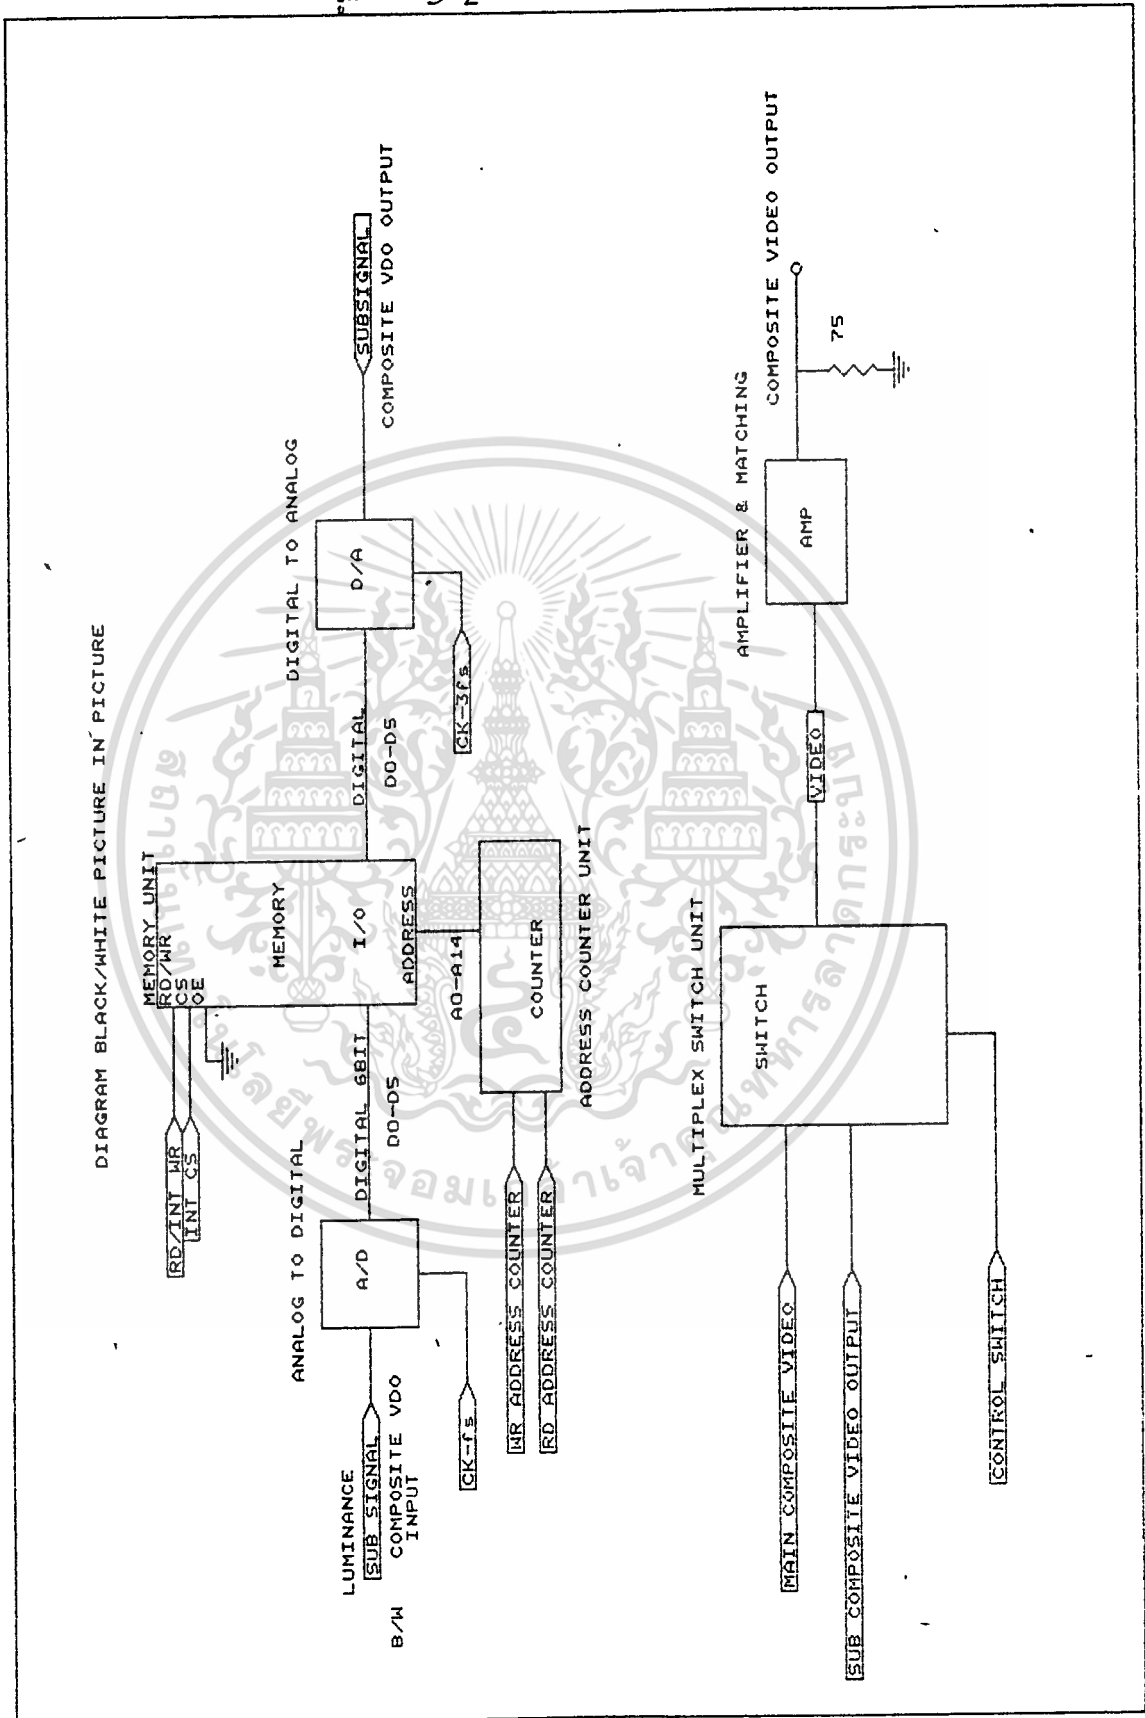 DIAGRAM BLACK/WHITE PICTURE IN PICTURE
MEMORY UNIT
RD/INT WR
INT CS
RD/WR
CS
OE
MEMORY
I/O
ADDRESS
ANALOG TO DIGITAL
DIGITAL TO ANALOG
LUMINANCE
SUB SIGNAL
B/W COMPOSITE VDO
INPUT
A/D
DIGITAL 6BIT
D0-D5
DIGITAL
D0-D5
D/A
SUBSIGNAL
COMPOSITE VDO OUTPUT
CK-fs
CK-3fs
A0-A14
WR ADDRESS COUNTER
RD ADDRESS COUNTER
COUNTER
ADDRESS COUNTER UNIT
MULTIPLEX SWITCH UNIT
AMPLIFIER & MATCHING
MAIN COMPOSITE VIDEO
SUB COMPOSITE VIDEO OUTPUT
SWITCH
VIDEO
AMP
COMPOSITE VIDEO OUTPUT
75
CONTROL SWITCH